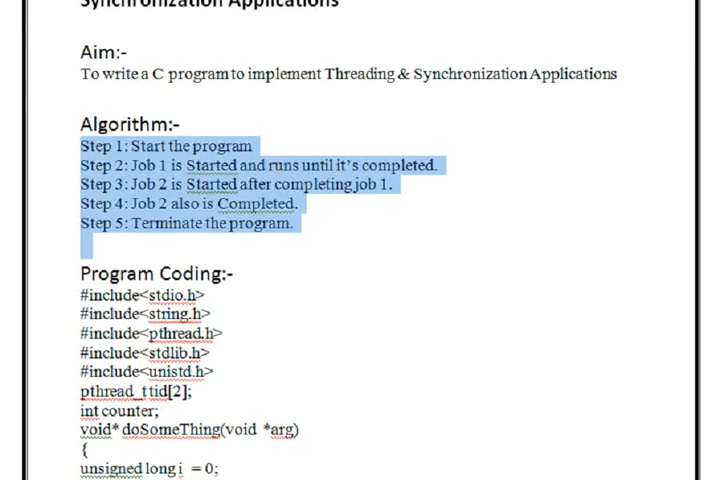 Synchronization Applications
Aim:-
To write a C program to implement Threading & Synchronization Applications
Algorithm:-
Step 1: Start the program
Step 2: Job 1 is Started and runs until it's completed.
Step 3: Job 2 is Started after completing job 1.
Step 4: Job 2 also is Completed.
Step 5: Terminate the program.
Program Coding:-
#include<stdio.h>
#include<string.h>
#include<pthread.h>
#include<stdlib.h>
#include<unistd.h>
pthread_t tid[2];
int counter;
void* doSomeThing(void *arg)
{
unsigned long i = 0;